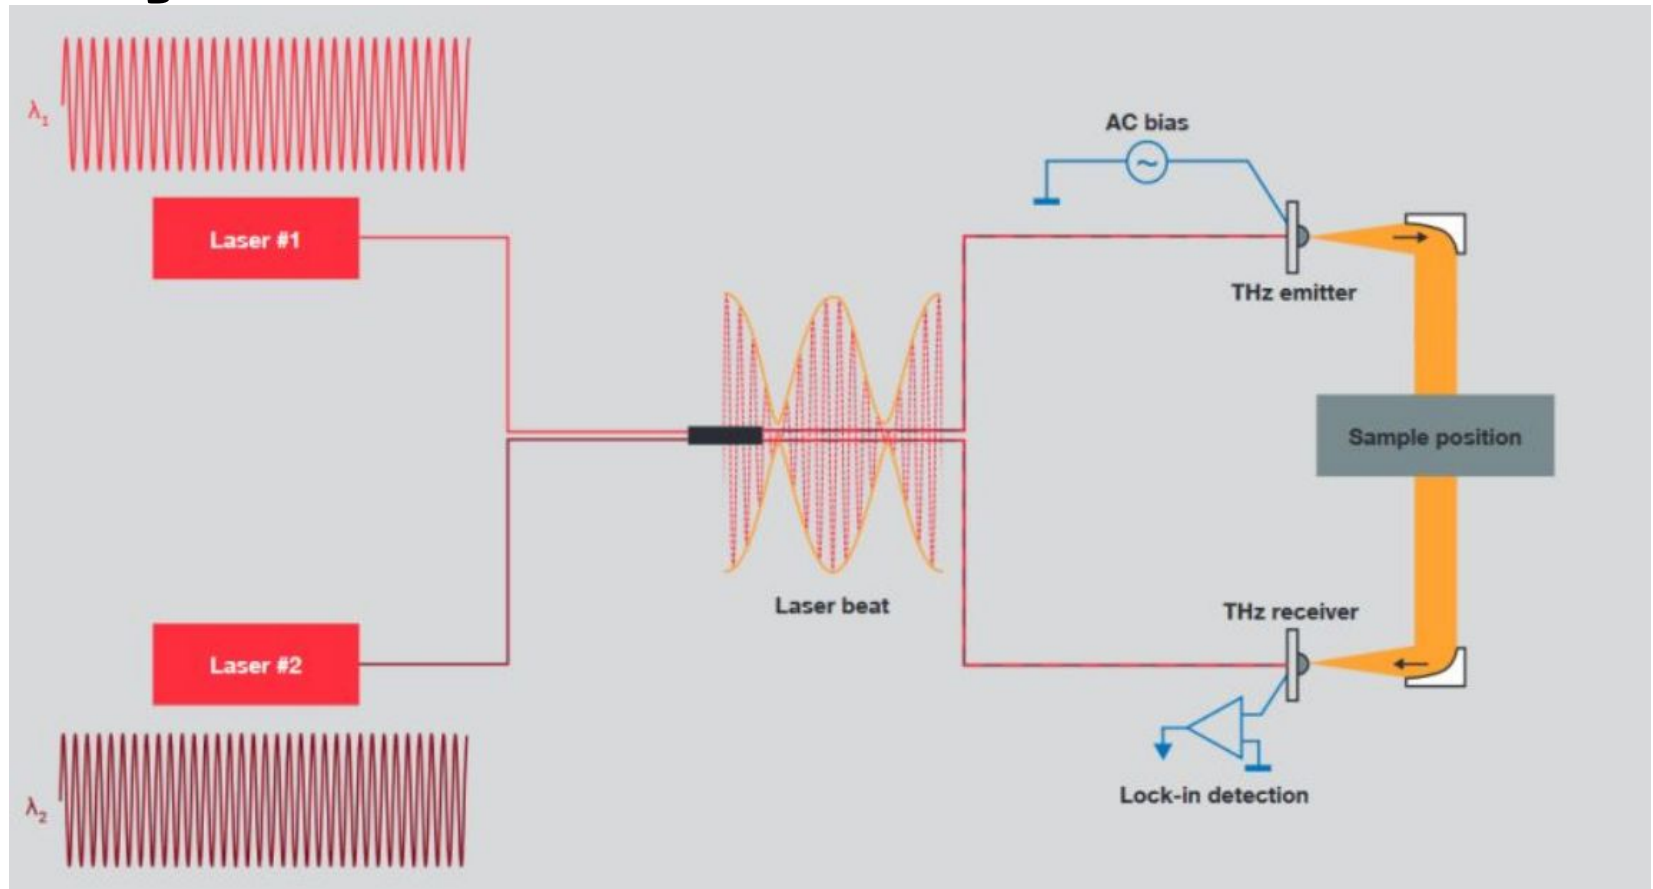 λ₁
Laser #1
AC bias
THz emitter
Sample position
Laser beat
THz receiver
Laser #2
Lock-in detection
λ₂